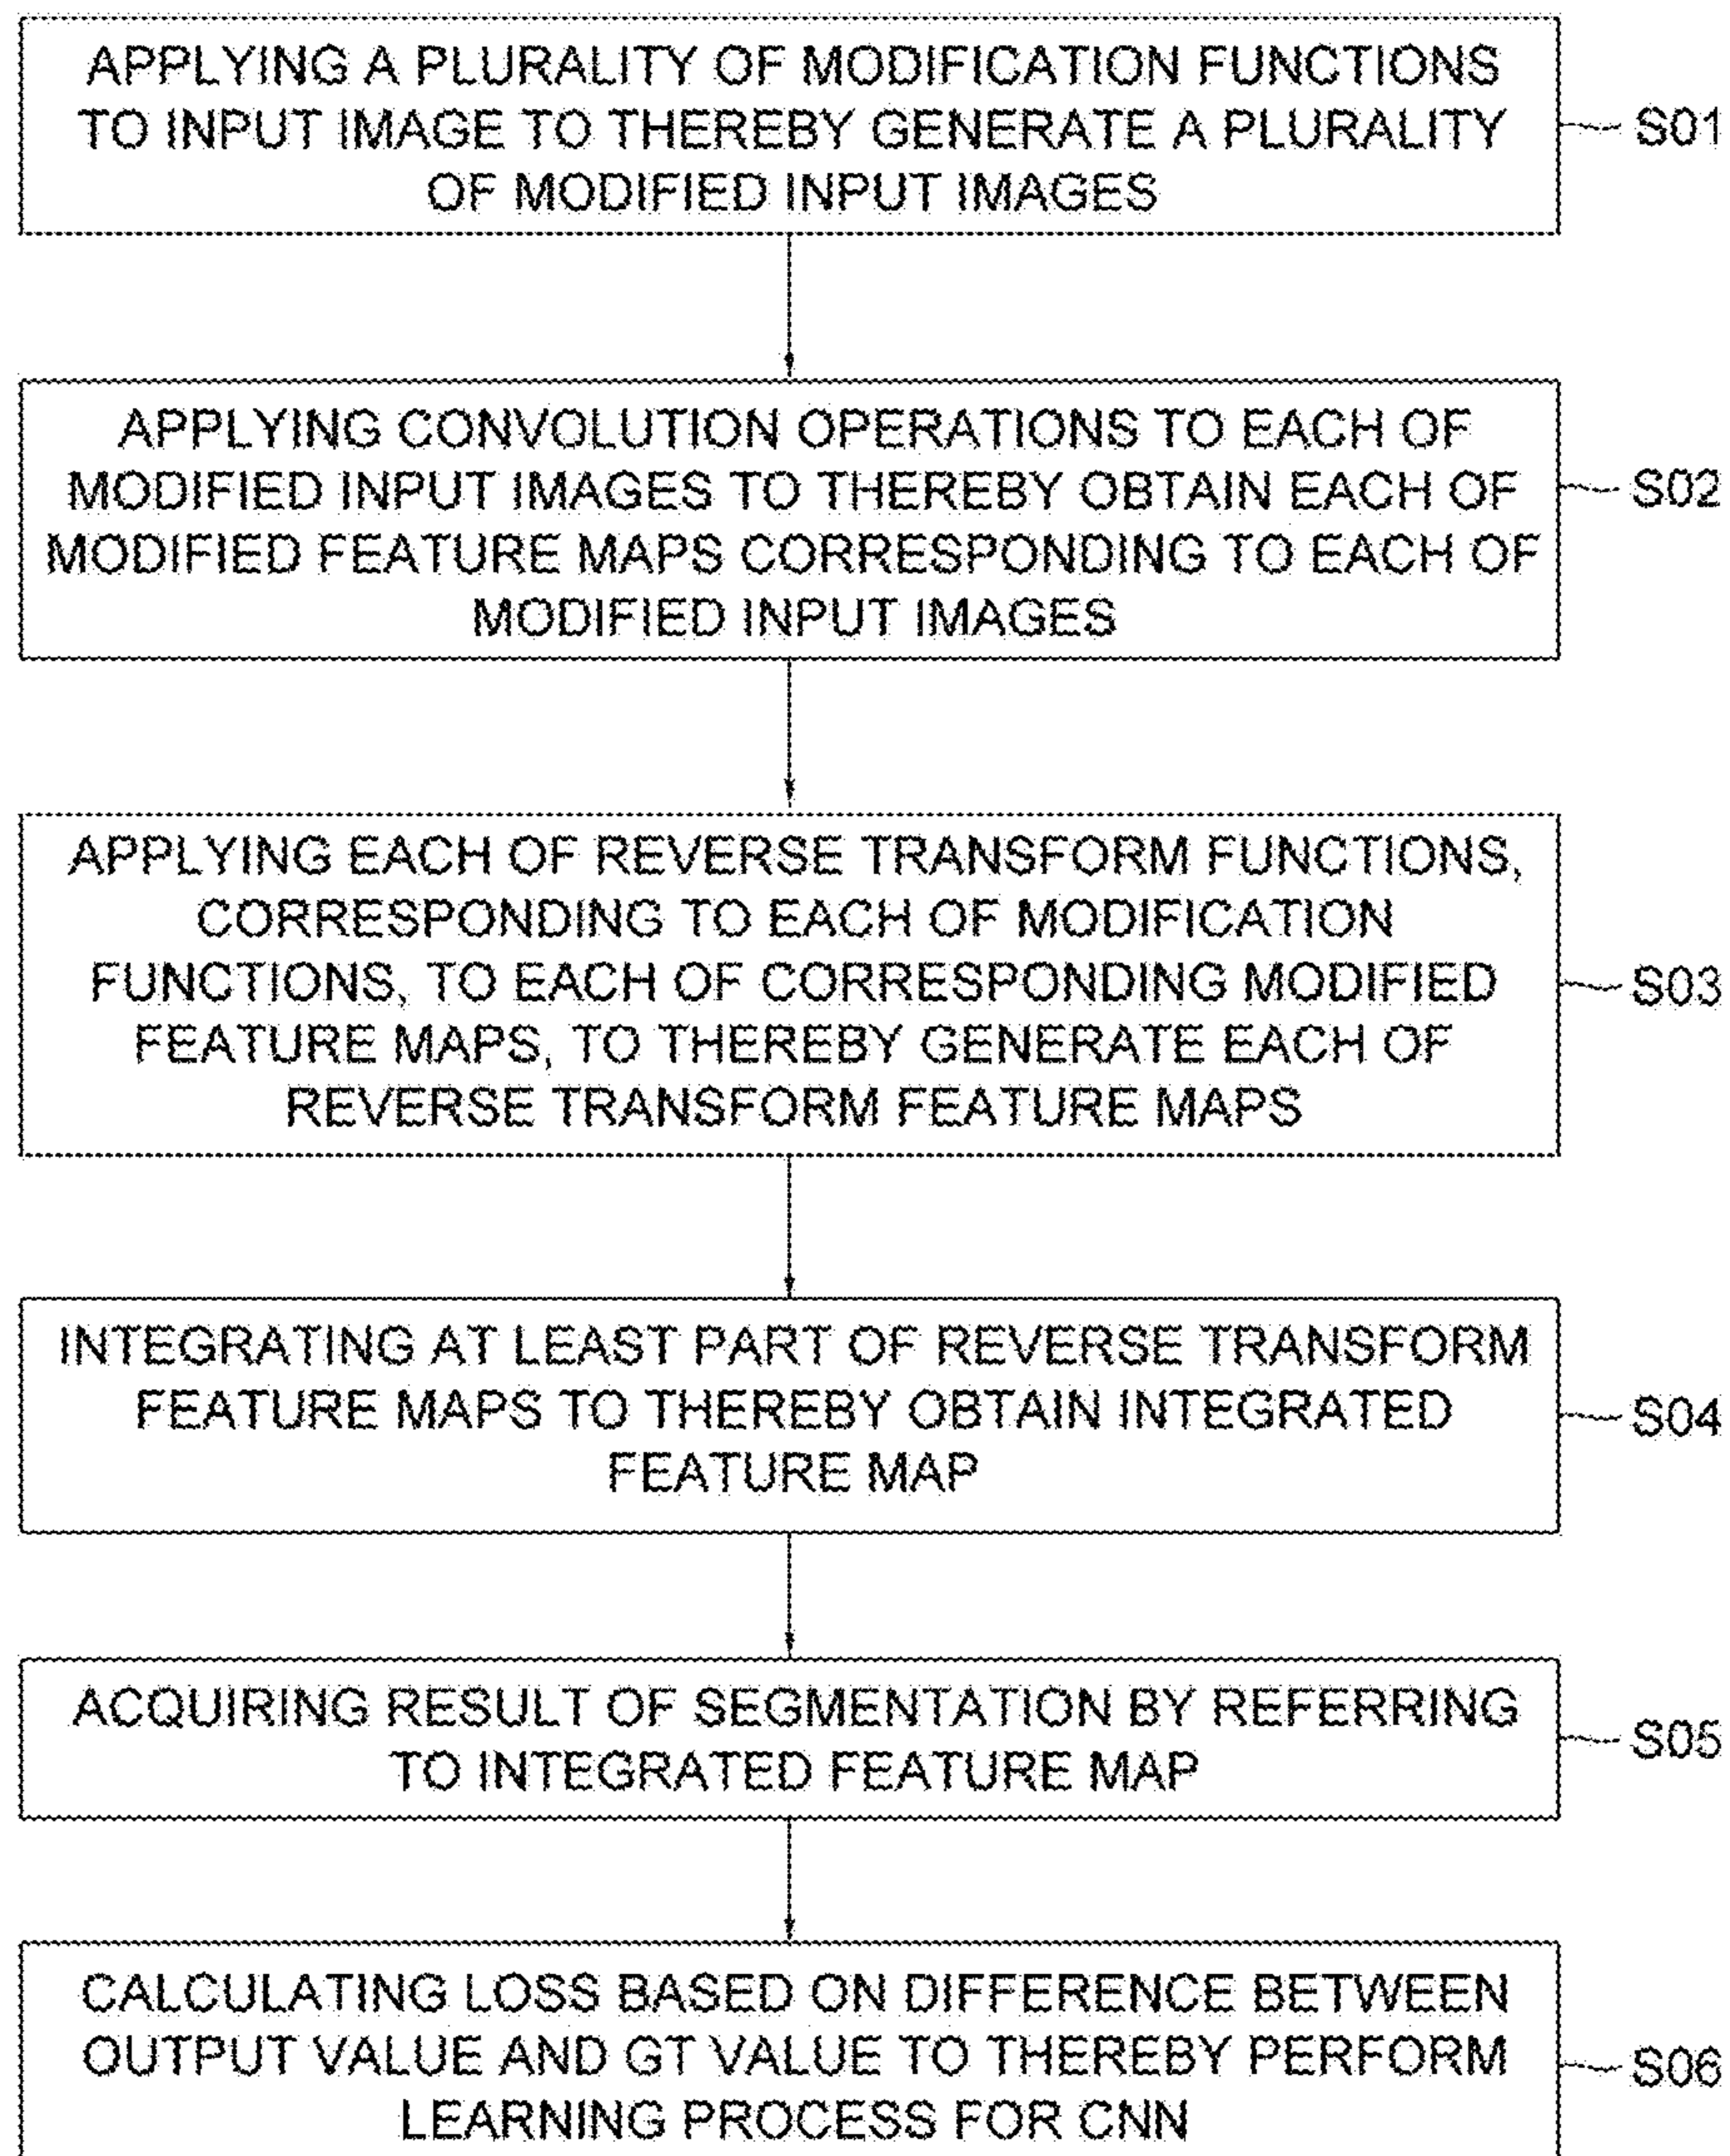 APPLYING A PLURALITY OF MODIFICATION FUNCTIONS
TO INPUT IMAGE TO THEREBY GENERATE A PLURALITY
OF MODIFIED INPUT IMAGES
S01
APPLYING CONVOLUTION OPERATIONS TO EACH OF
MODIFIED INPUT IMAGES TO THEREBY OBTAIN EACH OF
MODIFIED FEATURE MAPS CORRESPONDING TO EACH OF
MODIFIED INPUT IMAGES
S02
APPLYING EACH OF REVERSE TRANSFORM FUNCTIONS,
CORRESPONDING TO EACH OF MODIFICATION
FUNCTIONS, TO EACH OF CORRESPONDING MODIFIED
FEATURE MAPS, TO THEREBY GENERATE EACH OF
REVERSE TRANSFORM FEATURE MAPS
S03
INTEGRATING AT LEAST PART OF REVERSE TRANSFORM
FEATURE MAPS TO THEREBY OBTAIN INTEGRATED
FEATURE MAP
S04
ACQUIRING RESULT OF SEGMENTATION BY REFERRING
TO INTEGRATED FEATURE MAP
S05
CALCULATING LOSS BASED ON DIFFERENCE BETWEEN
OUTPUT VALUE AND GT VALUE TO THEREBY PERFORM
LEARNING PROCESS FOR CNN
S06